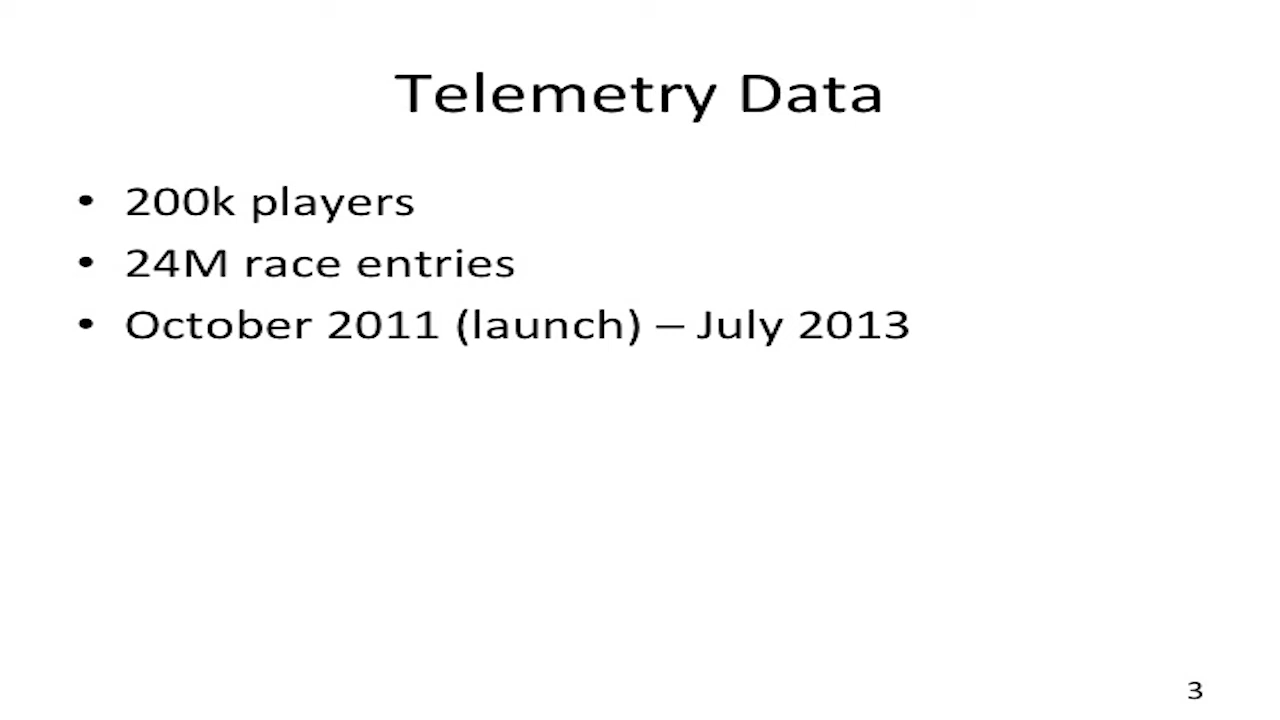 Telemetry Data
• 200k players
• 24M race entries
• October 2011 (launch) – July 2013
3